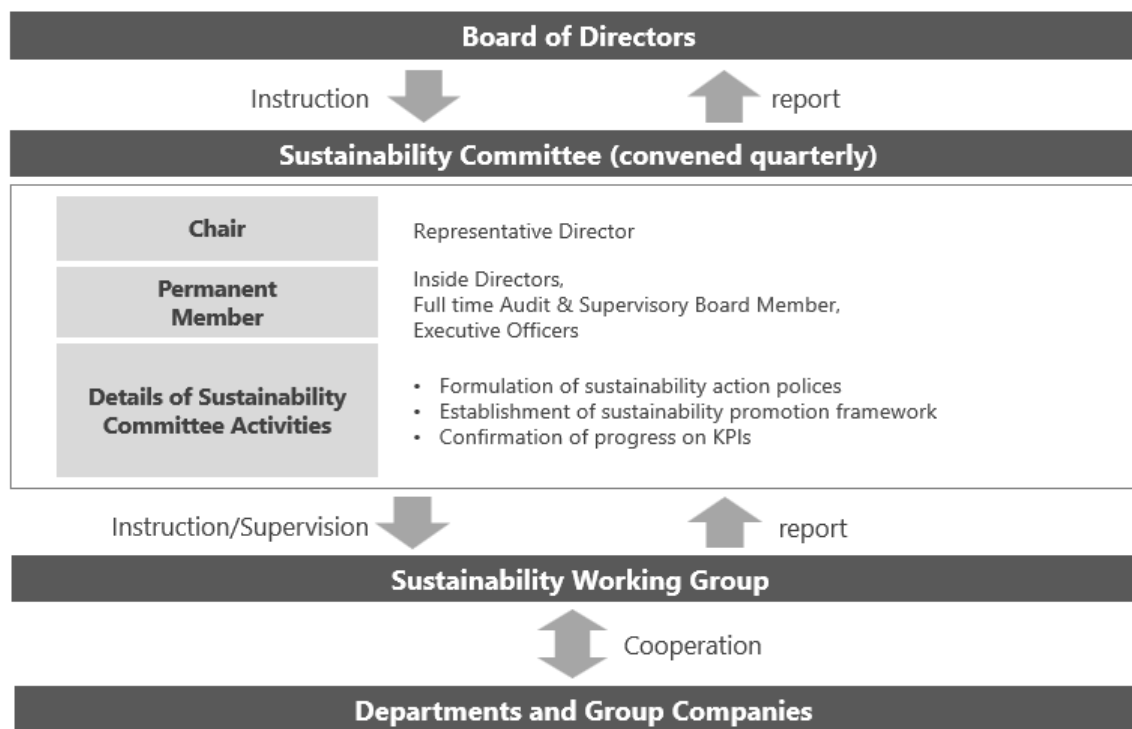 Board of Directors
Instruction
report
Sustainability Committee (convened quarterly)
Chair
Representative Director
Permanent
Member
Inside Directors,
Full time Audit & Supervisory Board Member,
Executive Officers
Details of Sustainability
Committee Activities
• Formulation of sustainability action polices
• Establishment of sustainability promotion framework
• Confirmation of progress on KPIs
Instruction/Supervision
report
Sustainability Working Group
Cooperation
Departments and Group Companies